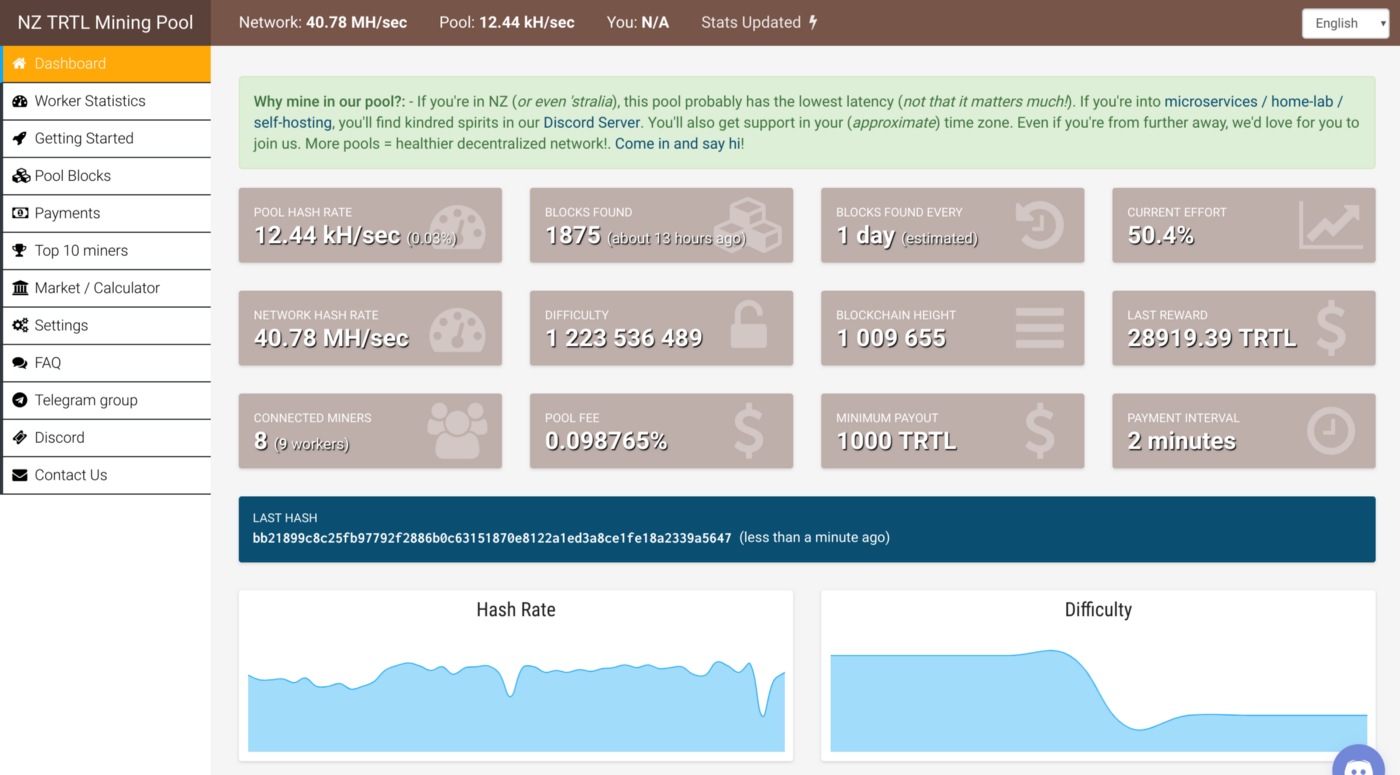 NZ TRTL Mining Pool
Network: 40.78 MH/sec
Pool: 12.44 kH/sec
You: N/A
Stats Updated
English
Dashboard
Worker Statistics
Getting Started
Pool Blocks
Payments
Top 10 miners
Market / Calculator
Settings
FAQ
Telegram group
Discord
Contact Us
Why mine in our pool?: - If you're in NZ (or even 'stralia), this pool probably has the lowest latency (not that it matters much!). If you're into microservices / home-lab /
self-hosting, you'll find kindred spirits in our Discord Server. You'll also get support in your (approximate) time zone. Even if you're from further away, we'd love for you to
join us. More pools = healthier decentralized network!. Come in and say hi!
POOL HASH RATE
12.44 kH/sec (0.03%)
BLOCKS FOUND
1875 (about 13 hours ago)
BLOCKS FOUND EVERY
1 day (estimated)
CURRENT EFFORT
50.4%
NETWORK HASH RATE
40.78 MH/sec
DIFFICULTY
1 223 536 489
BLOCKCHAIN HEIGHT
1 009 655
LAST REWARD
28919.39 TRTL
CONNECTED MINERS
8 (9 workers)
POOL FEE
0.098765%
MINIMUM PAYOUT
1000 TRTL
PAYMENT INTERVAL
2 minutes
LAST HASH
bb21899c8c25fb97792f2886b0c63151870e8122a1ed3a8ce1fe18a2339a5647 (less than a minute ago)
Hash Rate
Difficulty